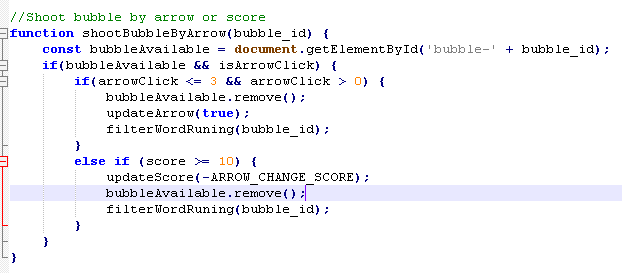 //Shoot bubble by arrow or score
function shootBubbleByArrow(bubble_id) {
    const bubbleAvailable = document.getElementById('bubble-' + bubble_id);
    if(bubbleAvailable && isArrowClick) {
        if(arrowClick <= 3 && arrowClick > 0) {
            bubbleAvailable.remove();
            updateArrow(true);
            filterWordRuning(bubble_id);
        }
        else if (score >= 10) {
            updateScore(-ARROW_CHANGE_SCORE);
            bubbleAvailable.remove();
            filterWordRuning(bubble_id);
        }
    }
}